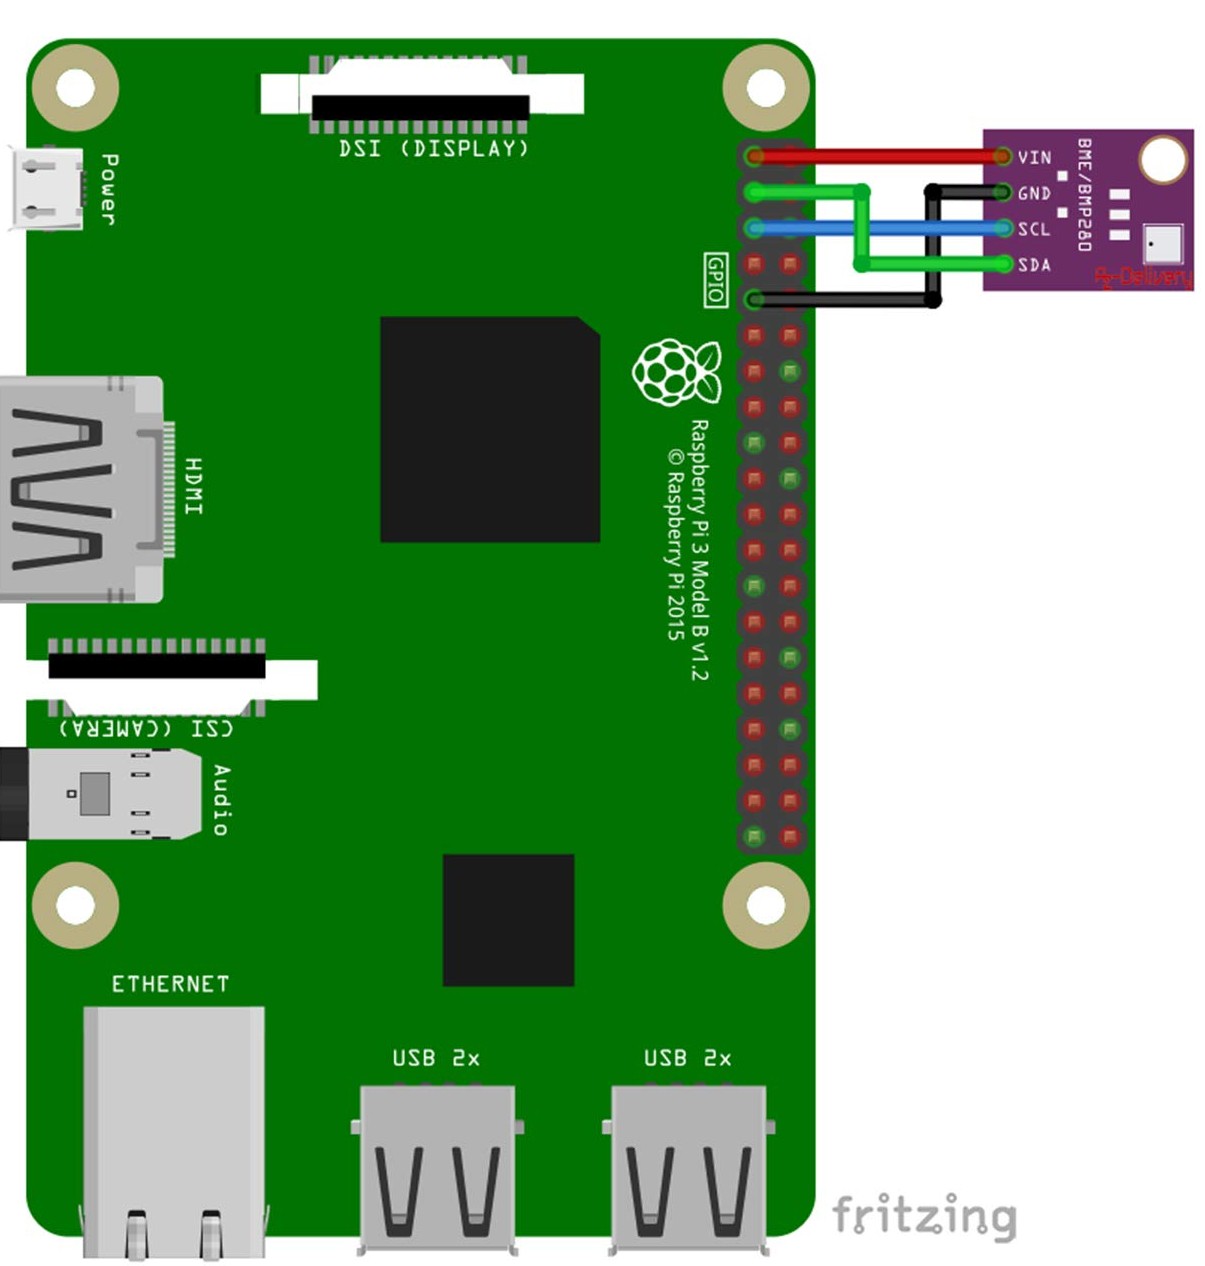 DSI (DISPLAY)
Power
VIN
GND
SCL
SDA
BME/BMP280
AZ-Delivery
GPIO
HDMI
Raspberry Pi 3 Model B v1.2
© Raspberry Pi 2015
CSI (CAMERA)
Audio
ETHERNET
USB 2x
USB 2x
fritzing